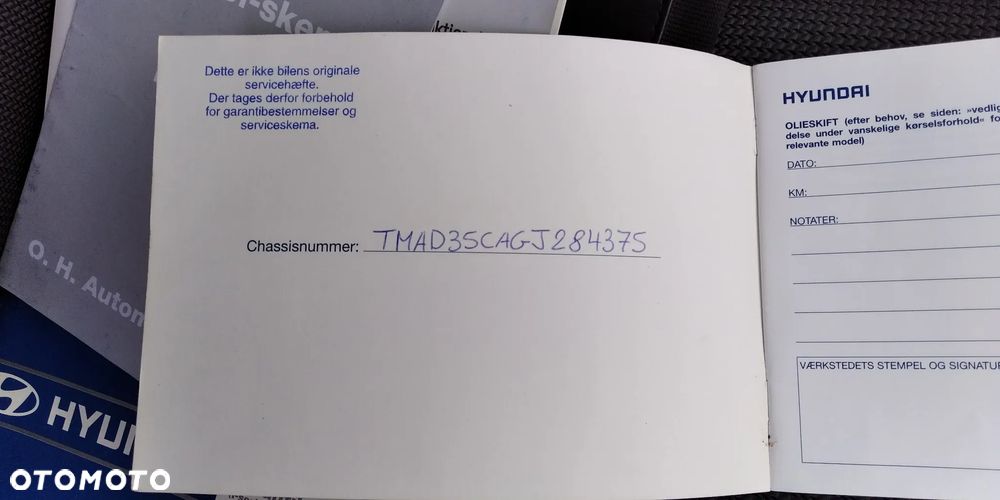 Dette er ikke bilens originale
servicehæfte.
Der tages derfor forbehold
for garantibestemmelser og
serviceskema.
Chassisnummer: TMAD35CAGJ284375
HYUNDAI
OLIESKIFT (efter behov, se siden: »vedlig
delse under vanskelige kørselsforhold« fo
relevante model)
DATO:
KM:
NOTATER:
VÆRKSTEDETS STEMPEL OG SIGNATUR
O. H. Autom
HYUN
OTOMOTO